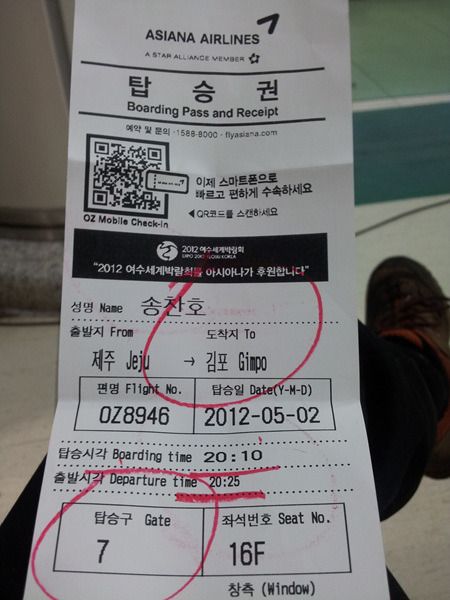 ASIANA AIRLINES
A STAR ALLIANCE MEMBER
탑 승 권
Boarding Pass and Receipt
예약 및 문의 · 1588-8000 · flyasiana.com
이제 스마트폰으로
빠르고 편하게 수속하세요
OZ Mobile Check-in
◀QR코드를 스캔하세요
2012 여수세계박람회
EXPO 2012 YEOSU KOREA
"2012 여수세계박람회를 아시아나가 후원합니다"
성명 Name 송찬호
출발지 From 도착지 To
제주 Jeju → 김포 Gimpo
편명 Flight No. 탑승일 Date(Y-M-D)
OZ8946 2012-05-02
탑승시각 Boarding time 20:10
출발시각 Departure time 20:25
탑승구 Gate 좌석번호 Seat No.
7 16F
창측 (Window)